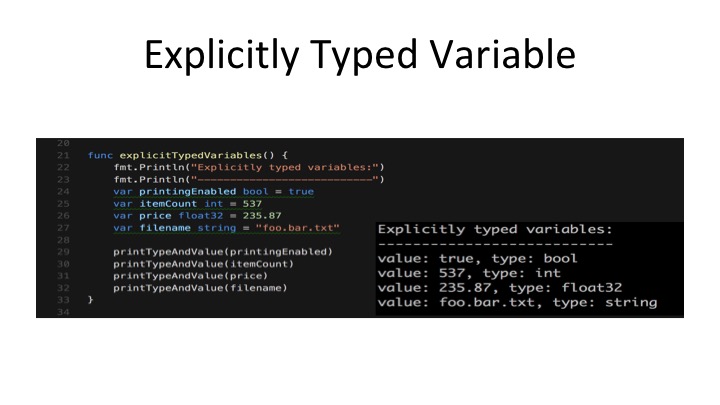 Explicitly Typed Variable
20
21 func explicitTypedVariables() {
22 fmt.Println("Explicitly typed variables:")
23 fmt.Println("---------------------------")
24 var printingEnabled bool = true
25 var itemCount int = 537
26 var price float32 = 235.87
27 var filename string = "foo.bar.txt"
28
29 printTypeAndValue(printingEnabled)
30 printTypeAndValue(itemCount)
31 printTypeAndValue(price)
32 printTypeAndValue(filename)
33 }
34
Explicitly typed variables:
---------------------------
value: true, type: bool
value: 537, type: int
value: 235.87, type: float32
value: foo.bar.txt, type: string